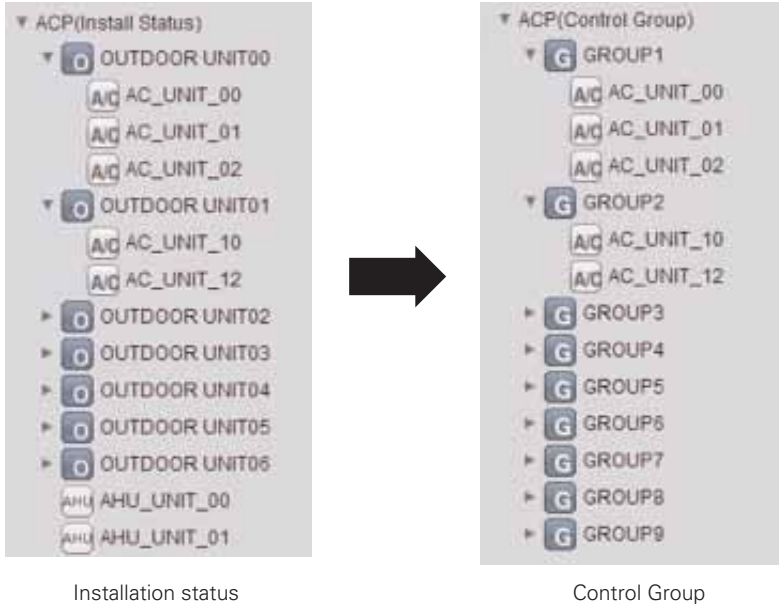 ACP(Install Status)
O OUTDOOR UNIT00
A/C AC_UNIT_00
A/C AC_UNIT_01
A/C AC_UNIT_02
O OUTDOOR UNIT01
A/C AC_UNIT_10
A/C AC_UNIT_12
O OUTDOOR UNIT02
O OUTDOOR UNIT03
O OUTDOOR UNIT04
O OUTDOOR UNIT05
O OUTDOOR UNIT06
AHU AHU_UNIT_00
AHU AHU_UNIT_01
Installation status
ACP(Control Group)
G GROUP1
A/C AC_UNIT_00
A/C AC_UNIT_01
A/C AC_UNIT_02
G GROUP2
A/C AC_UNIT_10
A/C AC_UNIT_12
G GROUP3
G GROUP4
G GROUP5
G GROUP6
G GROUP7
G GROUP8
G GROUP9
Control Group